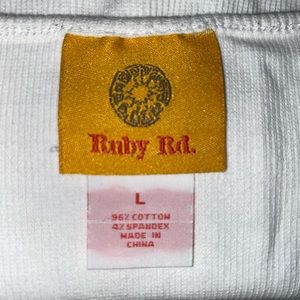 Ruby Rd.
L
96% COTTON
4% SPANDEX
MADE IN
CHINA